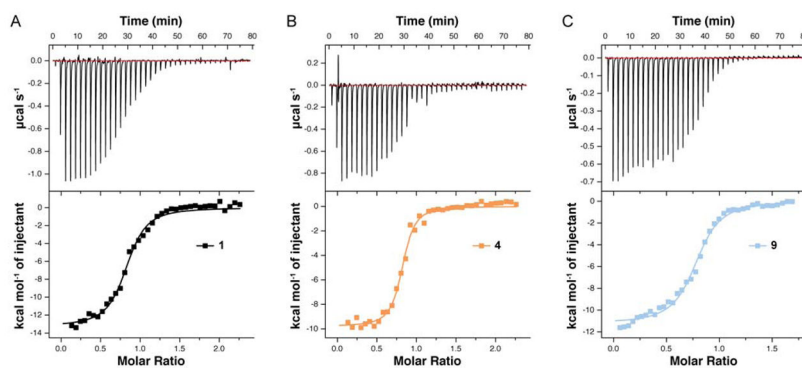 A
Time (min)
0 10 20 30 40 50 60 70 80
µcal s⁻¹
0.0
-0.2
-0.4
-0.6
-0.8
-1.0
kcal mol⁻¹ of injectant
0
-2
-4
-6
-8
-10
-12
-14
1
0.0 0.5 1.0 1.5 2.0
Molar Ratio
B
Time (min)
0 10 20 30 40 50 60 70 80
µcal s⁻¹
0.2
0.0
-0.2
-0.4
-0.6
-0.8
kcal mol⁻¹ of injectant
0
-2
-4
-6
-8
-10
4
0.0 0.5 1.0 1.5 2.0
Molar Ratio
C
Time (min)
0 10 20 30 40 50 60 70 80
µcal s⁻¹
0.0
-0.1
-0.2
-0.3
-0.4
-0.5
-0.6
-0.7
kcal mol⁻¹ of injectant
0
-2
-4
-6
-8
-10
-12
9
0.0 0.5 1.0 1.5
Molar Ratio